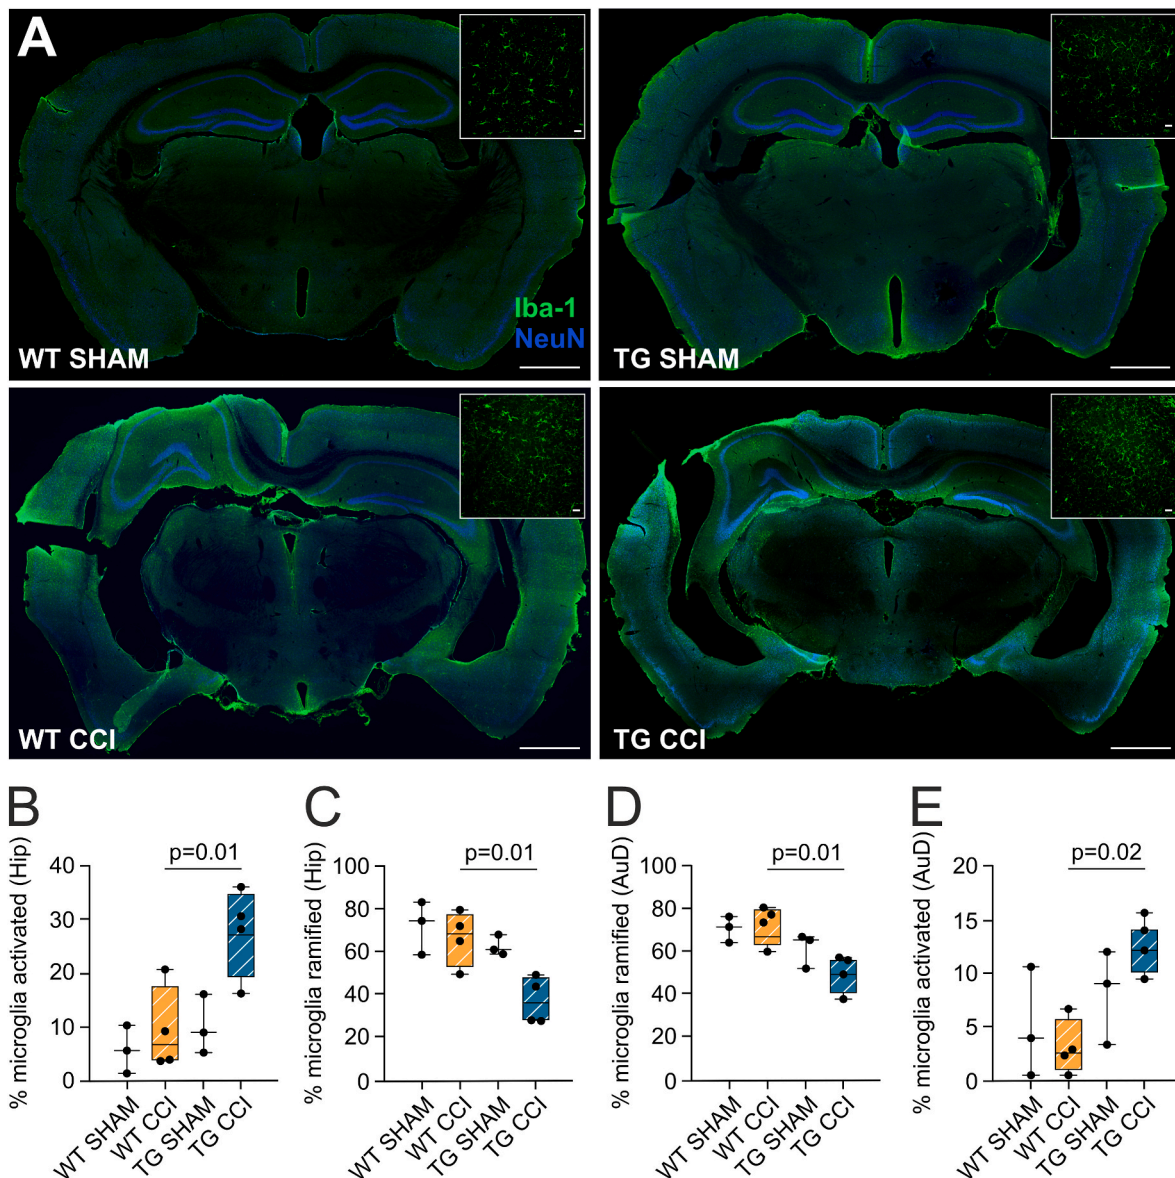 A
Iba-1
NeuN
WT SHAM
TG SHAM
WT CCI
TG CCI
B
% microglia activated (Hip)
40
30
20
10
0
p=0.01
WT SHAM
WT CCI
TG SHAM
TG CCI
C
% microglia ramified (Hip)
100
80
60
40
20
0
p=0.01
WT SHAM
WT CCI
TG SHAM
TG CCI
D
% microglia ramified (AuD)
100
80
60
40
20
0
p=0.01
WT SHAM
WT CCI
TG SHAM
TG CCI
E
% microglia activated (AuD)
20
15
10
5
0
p=0.02
WT SHAM
WT CCI
TG SHAM
TG CCI